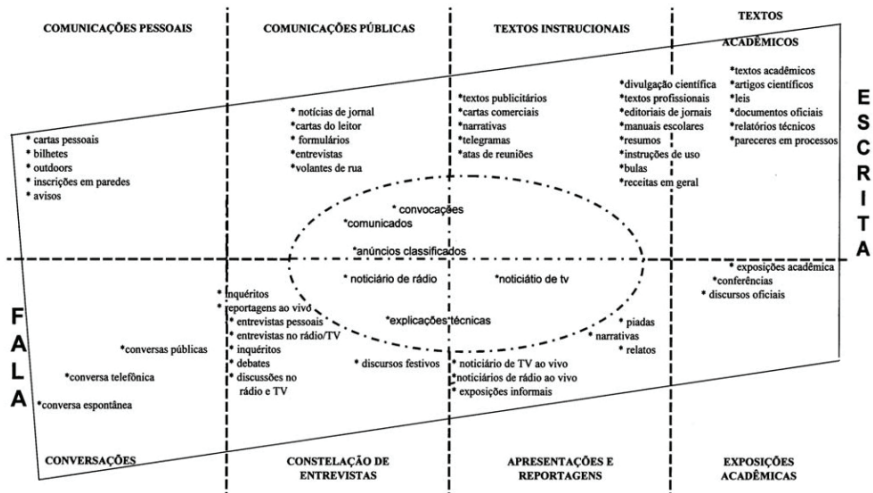 COMUNICAÇÕES PESSOAIS
COMUNICAÇÕES PÚBLICAS
TEXTOS INSTRUCIONAIS
TEXTOS
ACADÊMICOS
* cartas pessoais
* bilhetes
* outdoors
* inscrições em paredes
* avisos
* notícias de jornal
* cartas do leitor
* formulários
* entrevistas
* volantes de rua
*textos publicitários
*cartas comerciais
*narrativas
*telegramas
*atas de reuniões
*divulgação científica
*textos profissionais
*editoriais de jornais
*manuais escolares
*resumos
*instruções de uso
*bulas
*receitas em geral
*textos acadêmicos
*artigos científicos
*leis
*documentos oficiais
*relatórios técnicos
*pareceres em processos
ESCRITA
* convocações
*comunicados
*anúncios classificados
* noticiário de rádio
*noticiátio de tv
*explicações técnicas
FALA
*conversas públicas
*conversa telefônica
*conversa espontânea
* inquéritos
* reportagens ao vivo
* entrevistas pessoais
* entrevistas no rádio/TV
* inquéritos
* debates
* discussões no
rádio e TV
* discursos festivos
* noticiário de TV ao vivo
*noticiários de rádio ao vivo
* exposições informais
* piadas
* narrativas
* relatos
* exposições acadêmica
*conferências
* discursos oficiais
CONVERSAÇÕES
CONSTELAÇÃO DE
ENTREVISTAS
APRESENTAÇÕES E
REPORTAGENS
EXPOSIÇÕES
ACADÊMICAS